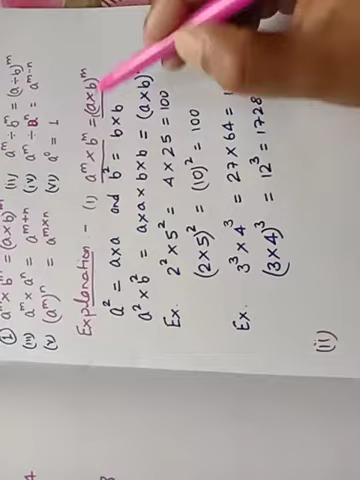 ① aᵐ × bᵐ = (a×b)ᵐ (ii) aᵐ ÷ bᵐ = (a÷b)ᵐ
(iii) aᵐ × aⁿ = aᵐ⁺ⁿ (iv) aᵐ ÷ aⁿ = aᵐ⁻ⁿ
(v) (aᵐ)ⁿ = aᵐˣⁿ (vi) a⁰ = 1
Explanation - (i) aᵐ × bᵐ = (a×b)ᵐ
a² = a×a and b² = b×b
a² × b² = a×a×b×b = (a×b)
Ex. 2² × 5² = 4 × 25 = 100
(2×5)² = (10)² = 100
Ex. 3³ × 4³ = 27 × 64 =
(3×4)³ = 12³ = 1728
(ii)